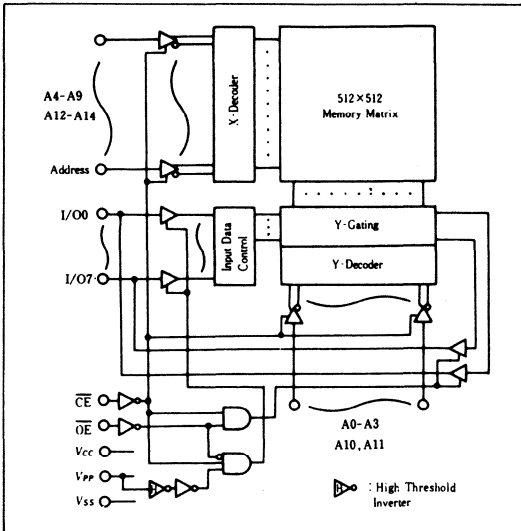 A4-A9
A12-A14
Address
X-Decoder
512×512
Memory Matrix
I/O0
I/O7
Input Data
Control
Y-Gating
Y-Decoder
CE
OE
VCC
VPP
VSS
A0-A3
A10, A11
H
: High Threshold
Inverter
H